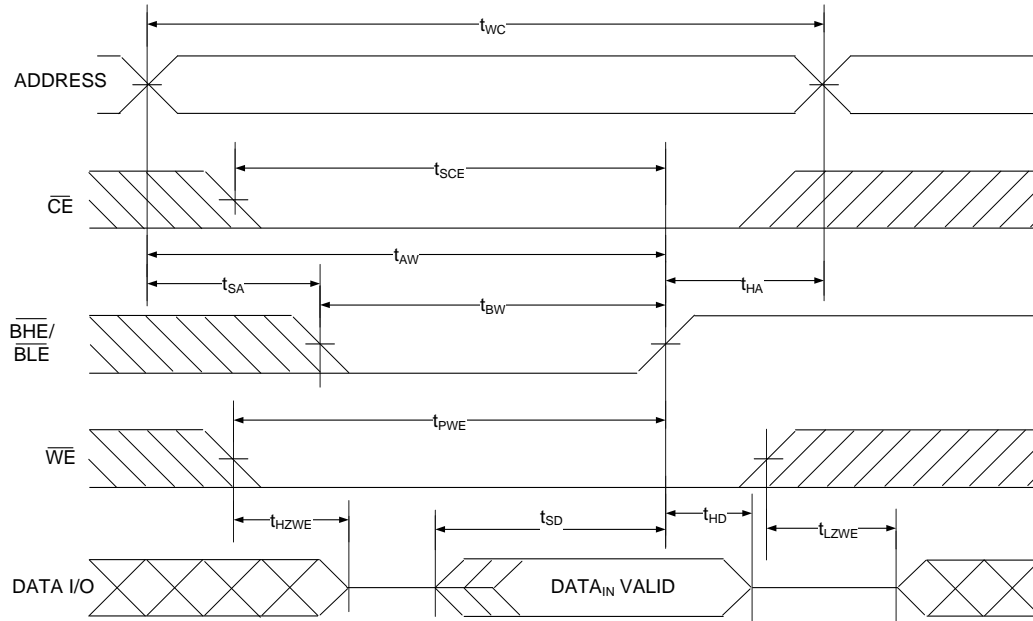 tWC
ADDRESS
tSCE
CE
tAW
tSA
tHA
tBW
BHE/
BLE
tPWE
WE
tHZWE
tSD
tHD
tLZWE
DATA I/O
DATAIN VALID